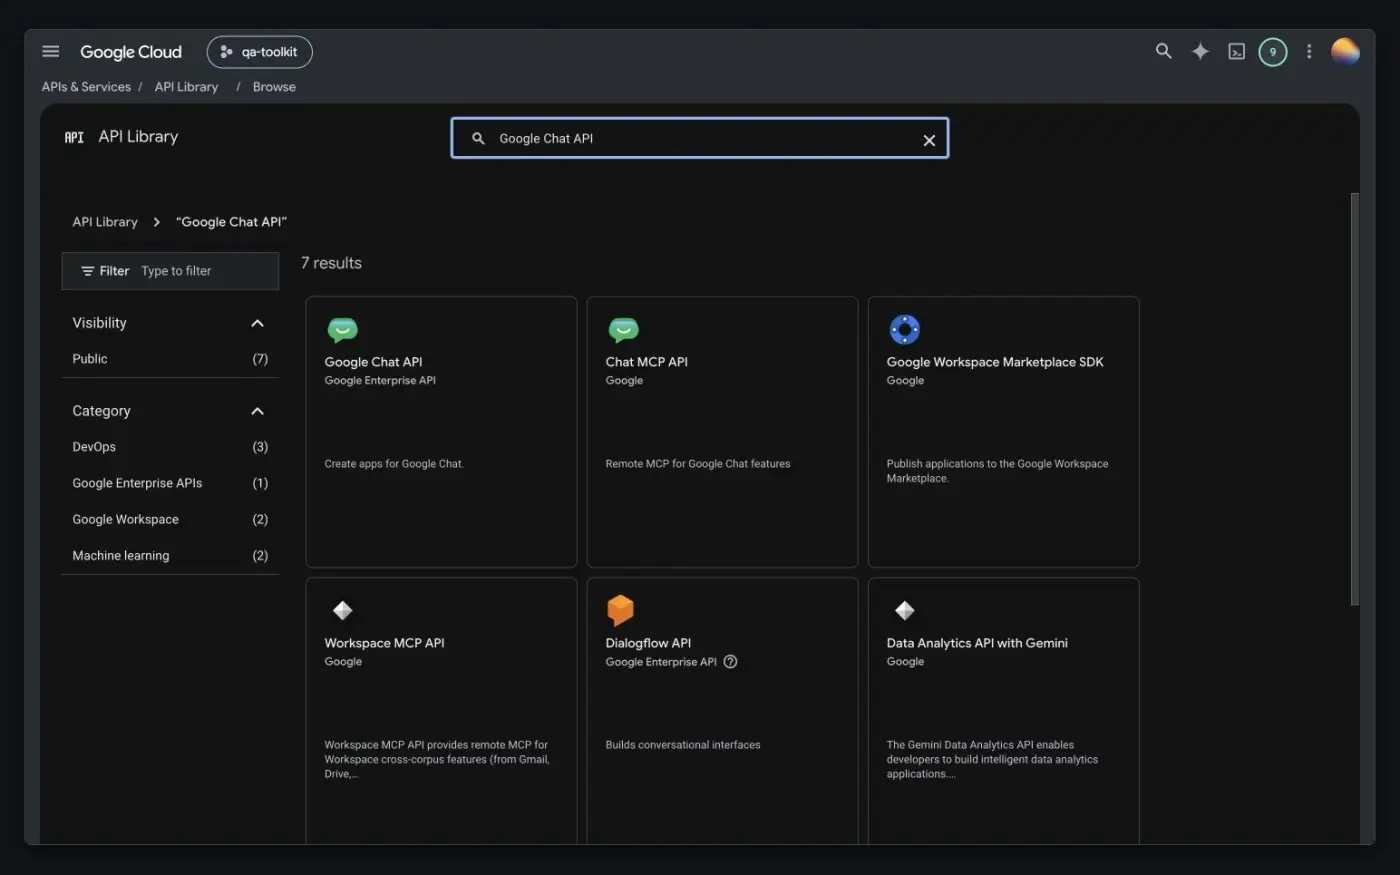 Google Cloud
qa-toolkit
9
APIs & Services / API Library / Browse
API API Library
Google Chat API
API Library > “Google Chat API”
Filter Type to filter
7 results
Visibility
Public (7)
Category
DevOps (3)
Google Enterprise APIs (1)
Google Workspace (2)
Machine learning (2)
Google Chat API
Google Enterprise API
Create apps for Google Chat.
Chat MCP API
Google
Remote MCP for Google Chat features
Google Workspace Marketplace SDK
Google
Publish applications to the Google Workspace
Marketplace.
Workspace MCP API
Google
Workspace MCP API provides remote MCP for
Workspace cross-corpus features (from Gmail,
Drive,...
Dialogflow API
Google Enterprise API
Builds conversational interfaces
Data Analytics API with Gemini
Google
The Gemini Data Analytics API enables
developers to build intelligent data analytics
applications....